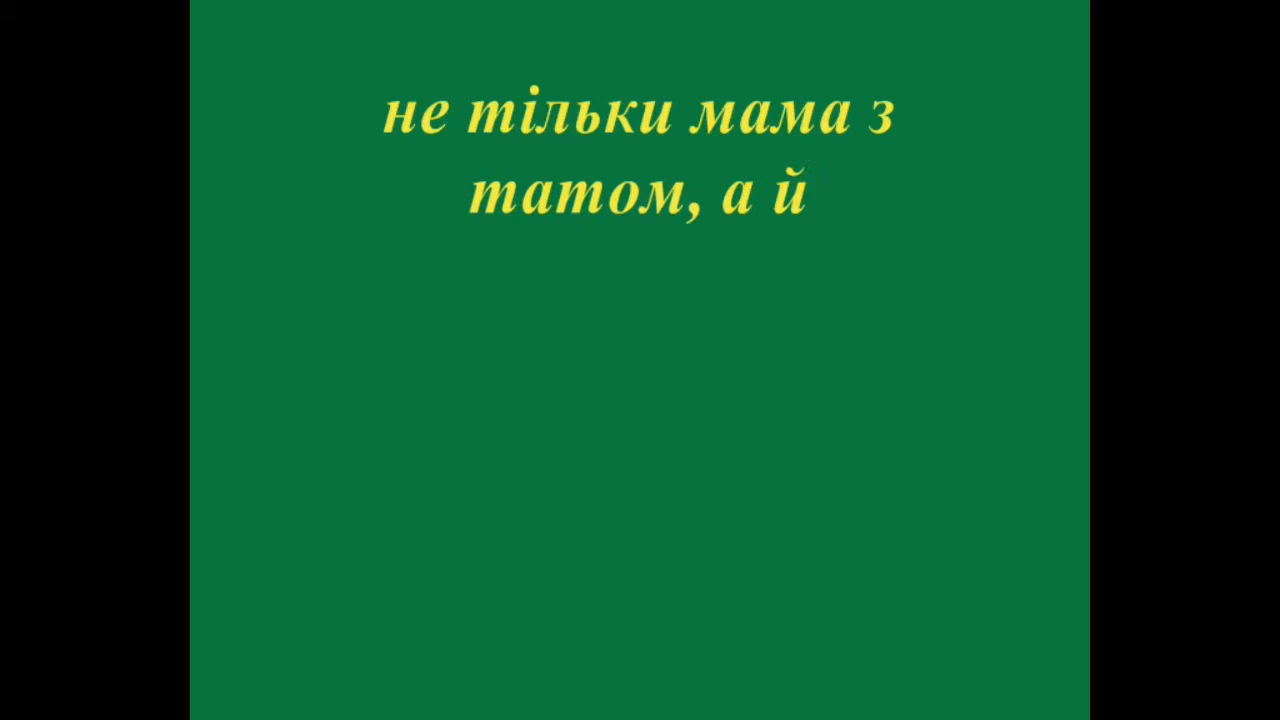 не тільки мама з
татом, а й